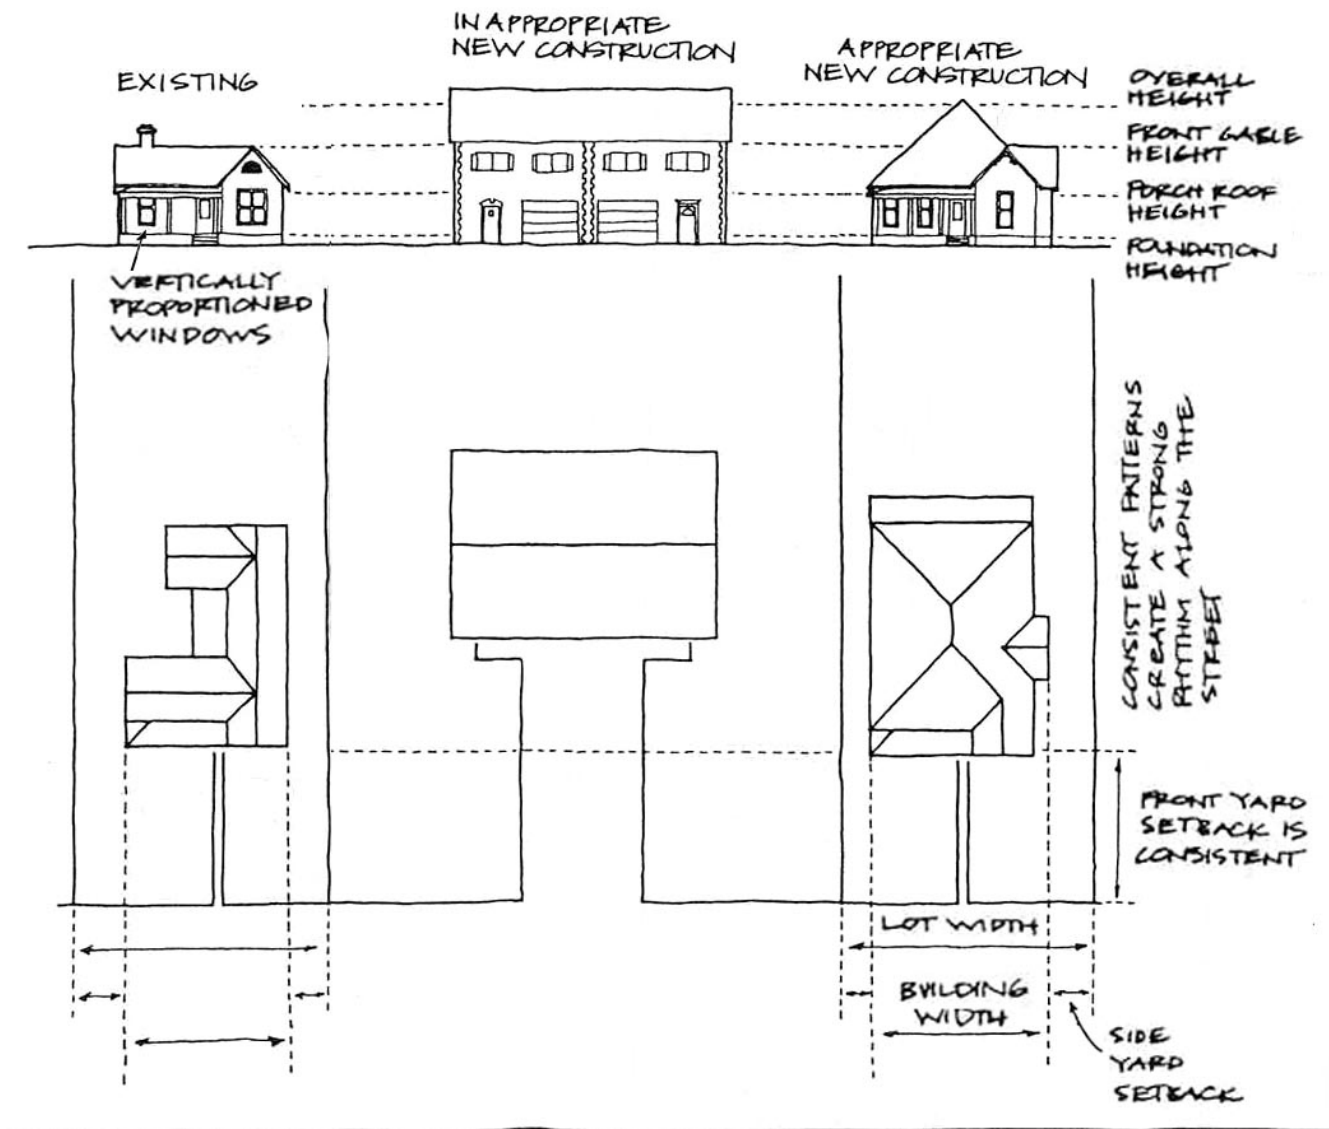 INAPPROPRIATE
NEW CONSTRUCTION
APPROPRIATE
NEW CONSTRUCTION
EXISTING
OVERALL
HEIGHT
FRONT GABLE
HEIGHT
PORCH ROOF
HEIGHT
FOUNDATION
HEIGHT
VERTICALLY
PROPORTIONED
WINDOWS
CONSISTENT PATTERNS
CREATE A STRONG
RHYTHM ALONG THE
STREET
FRONT YARD
SETBACK IS
CONSISTENT
LOT WIDTH
BUILDING
WIDTH
SIDE
YARD
SETBACK